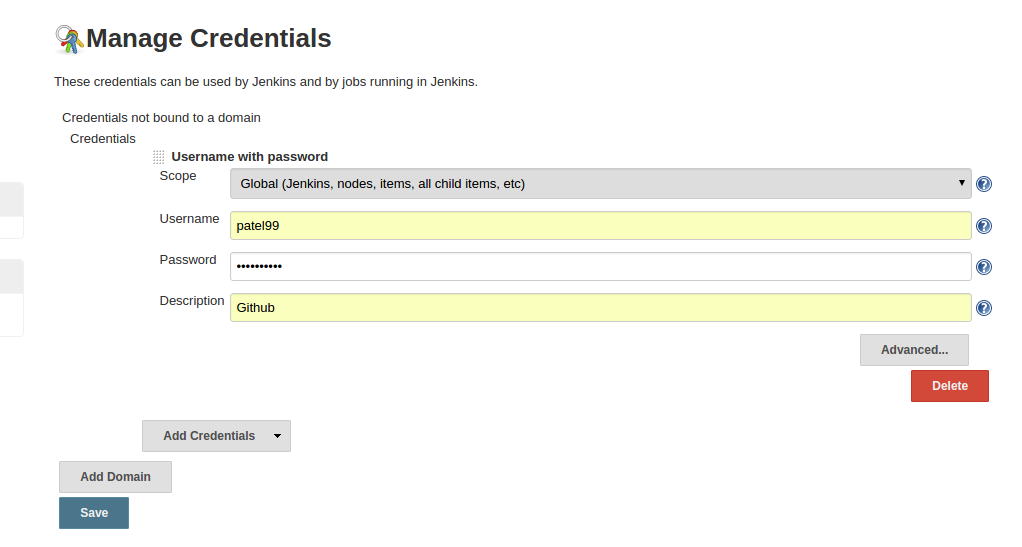 Manage Credentials
These credentials can be used by Jenkins and by jobs running in Jenkins.
Credentials not bound to a domain
Credentials
Username with password
Scope Global (Jenkins, nodes, items, all child items, etc)
Username patel99
Password ••••••••••
Description Github
Advanced...
Delete
Add Credentials
Add Domain
Save